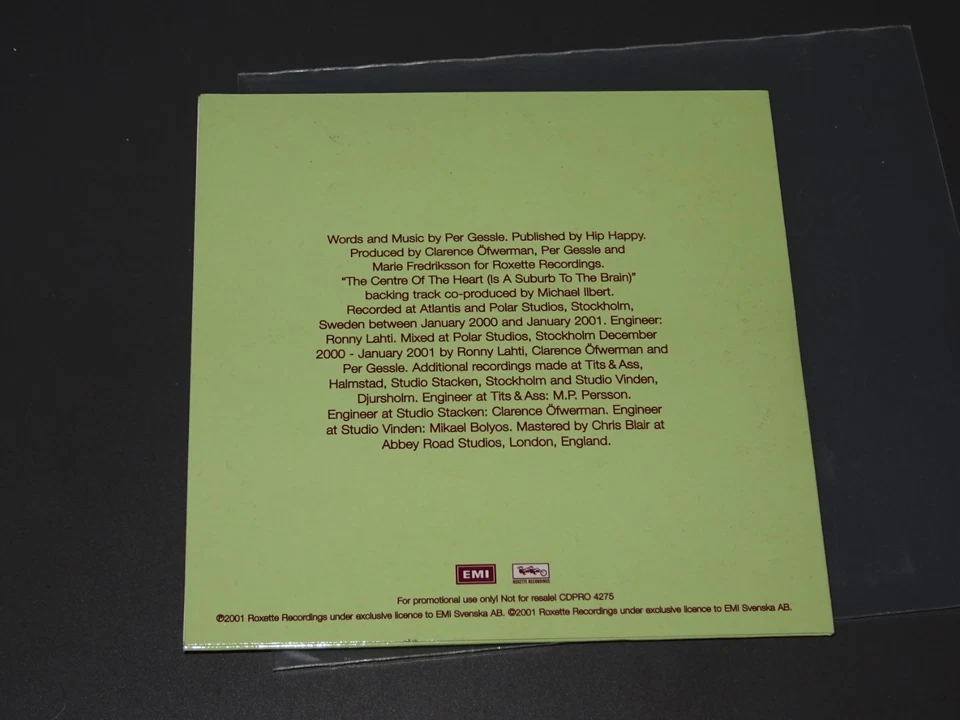 Words and Music by Per Gessle. Published by Hip Happy.
Produced by Clarence Öfwerman, Per Gessle and
Marie Fredriksson for Roxette Recordings.
"The Centre Of The Heart (Is A Suburb To The Brain)"
backing track co-produced by Michael Ilbert.
Recorded at Atlantis and Polar Studios, Stockholm,
Sweden between January 2000 and January 2001. Engineer:
Ronny Lahti. Mixed at Polar Studios, Stockholm December
2000 - January 2001 by Ronny Lahti, Clarence Öfwerman and
Per Gessle. Additional recordings made at Tits & Ass,
Halmstad, Studio Stacken, Stockholm and Studio Vinden,
Djursholm. Engineer at Tits & Ass: M.P. Persson.
Engineer at Studio Stacken: Clarence Öfwerman. Engineer
at Studio Vinden: Mikael Bolyos. Mastered by Chris Blair at
Abbey Road Studios, London, England.
EMI
ROXETTE RECORDINGS
For promotional use only! Not for resale! CDPRO 4275
℗2001 Roxette Recordings under exclusive licence to EMI Svenska AB. ©2001 Roxette Recordings under exclusive licence to EMI Svenska AB.